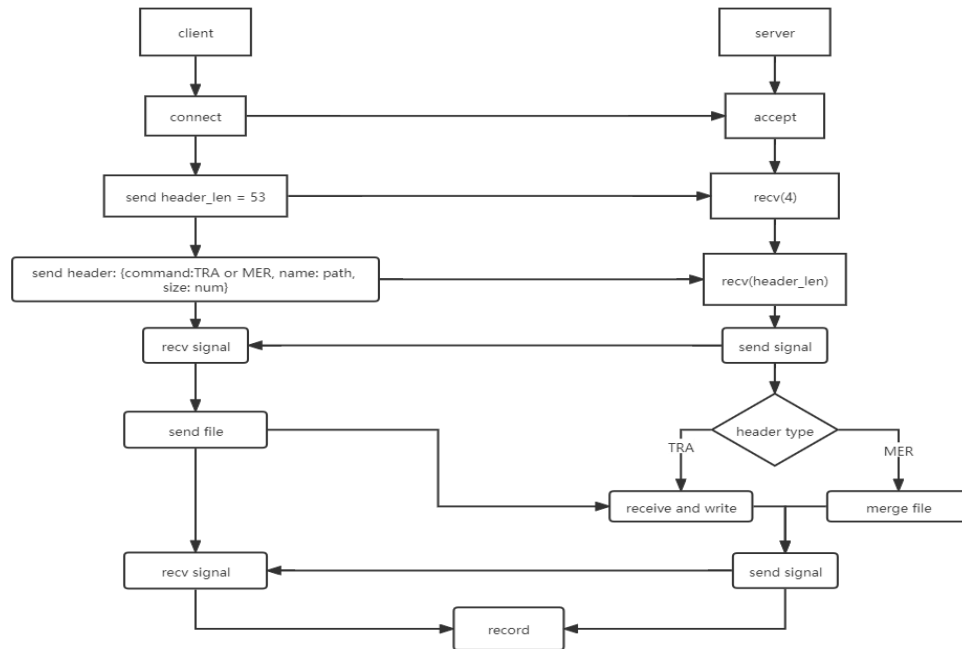 client
server
connect
accept
send header_len = 53
recv(4)
send header: {command:TRA or MER, name: path,
size: num}
recv(header_len)
recv signal
send signal
send file
header type
TRA
MER
receive and write
merge file
recv signal
send signal
record